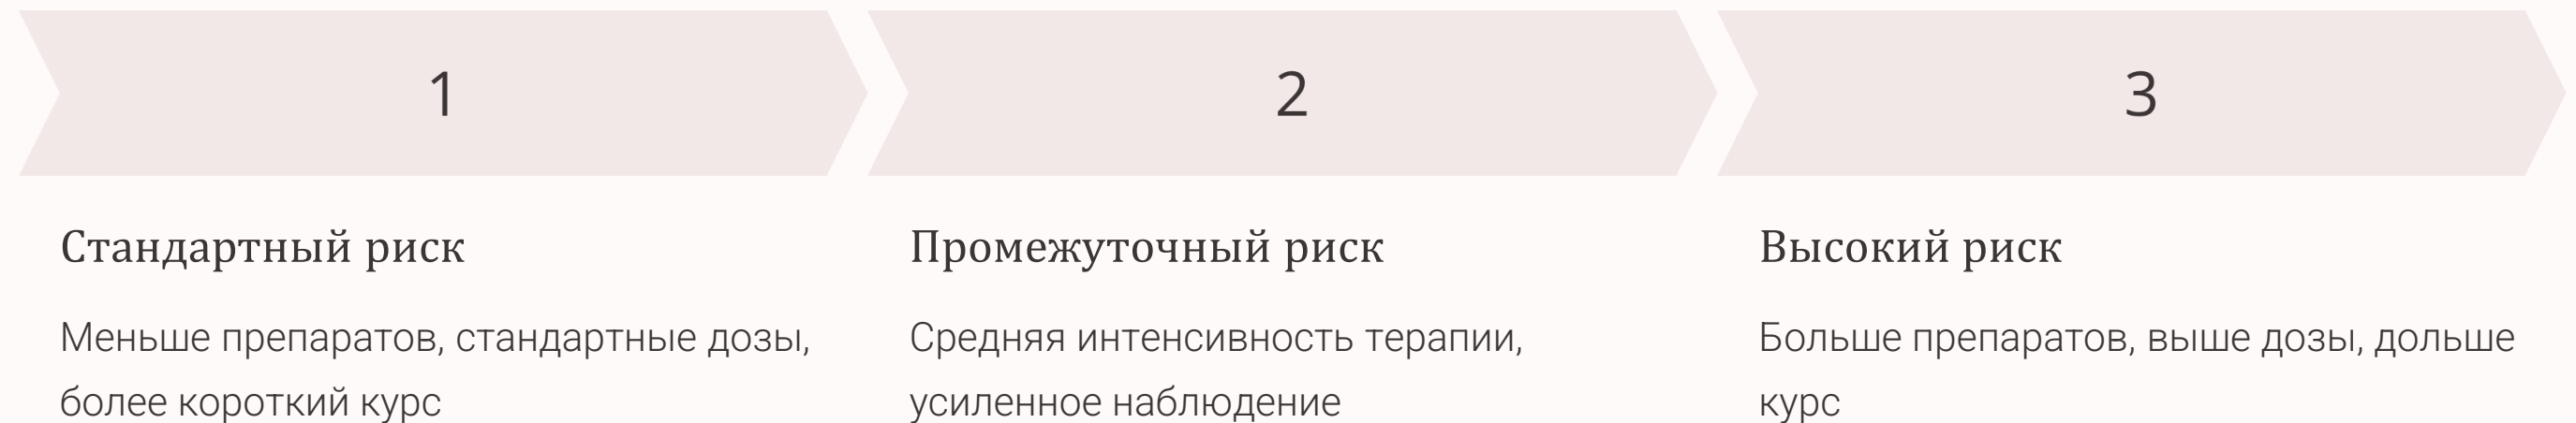 1
Стандартный риск
Меньше препаратов, стандартные дозы,
более короткий курс
2
Промежуточный риск
Средняя интенсивность терапии,
усиленное наблюдение
3
Высокий риск
Больше препаратов, выше дозы, дольше
курс